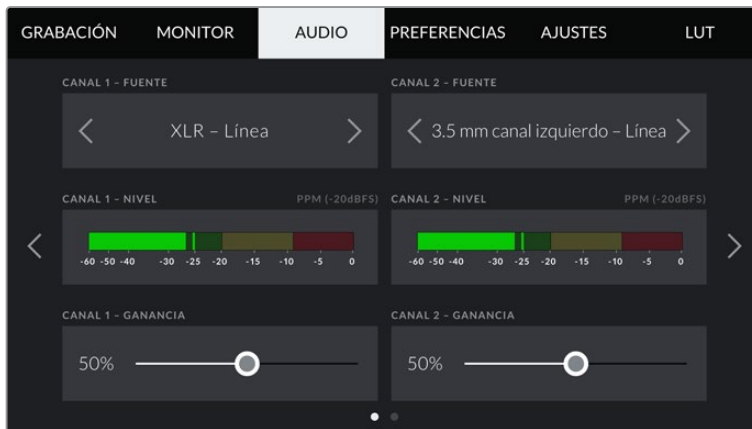 GRABACIÓN MONITOR AUDIO PREFERENCIAS AJUSTES LUT
CANAL 1 – FUENTE CANAL 2 – FUENTE
XLR – Línea 3.5 mm canal izquierdo – Línea
CANAL 1 – NIVEL PPM (-20dBFS) CANAL 2 – NIVEL PPM (-20dBFS)
-60 -50 -40 -30 -25 -20 -15 -10 -5 0 -60 -50 -40 -30 -25 -20 -15 -10 -5 0
CANAL 1 – GANANCIA CANAL 2 – GANANCIA
50% 50%